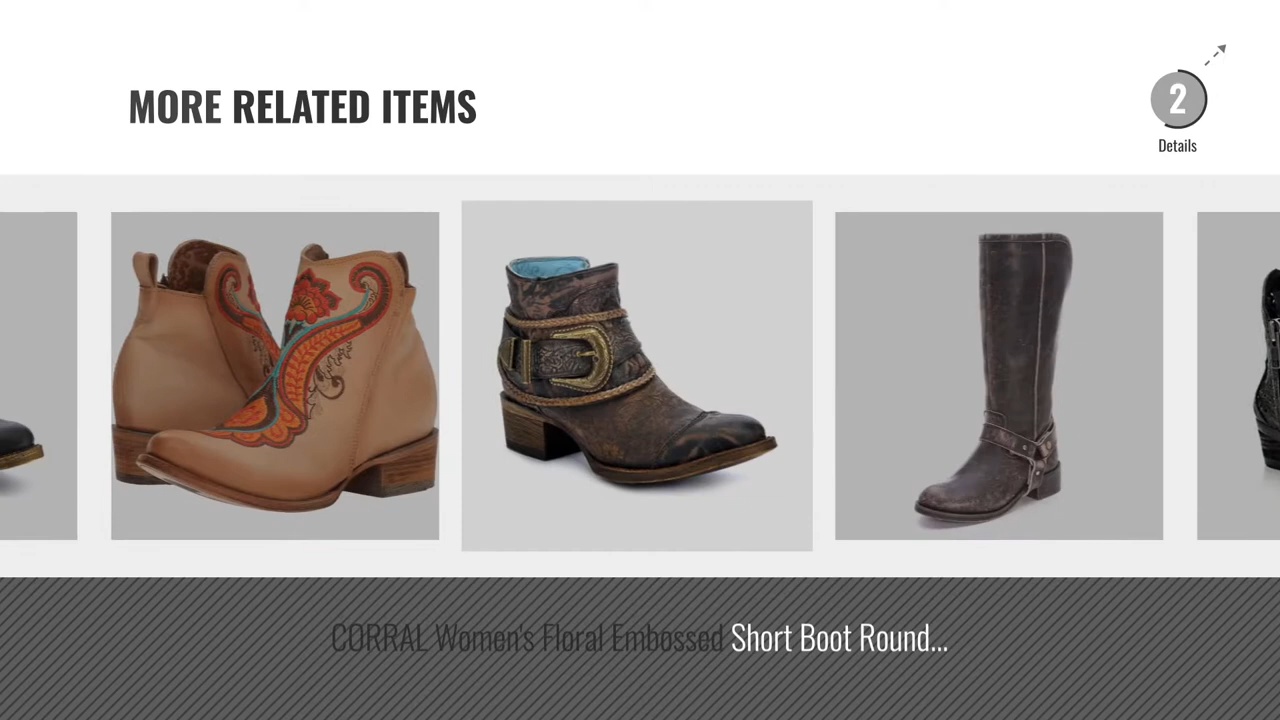 MORE RELATED ITEMS
2
Details
CORRAL Women's Floral Embossed Short Boot Round...